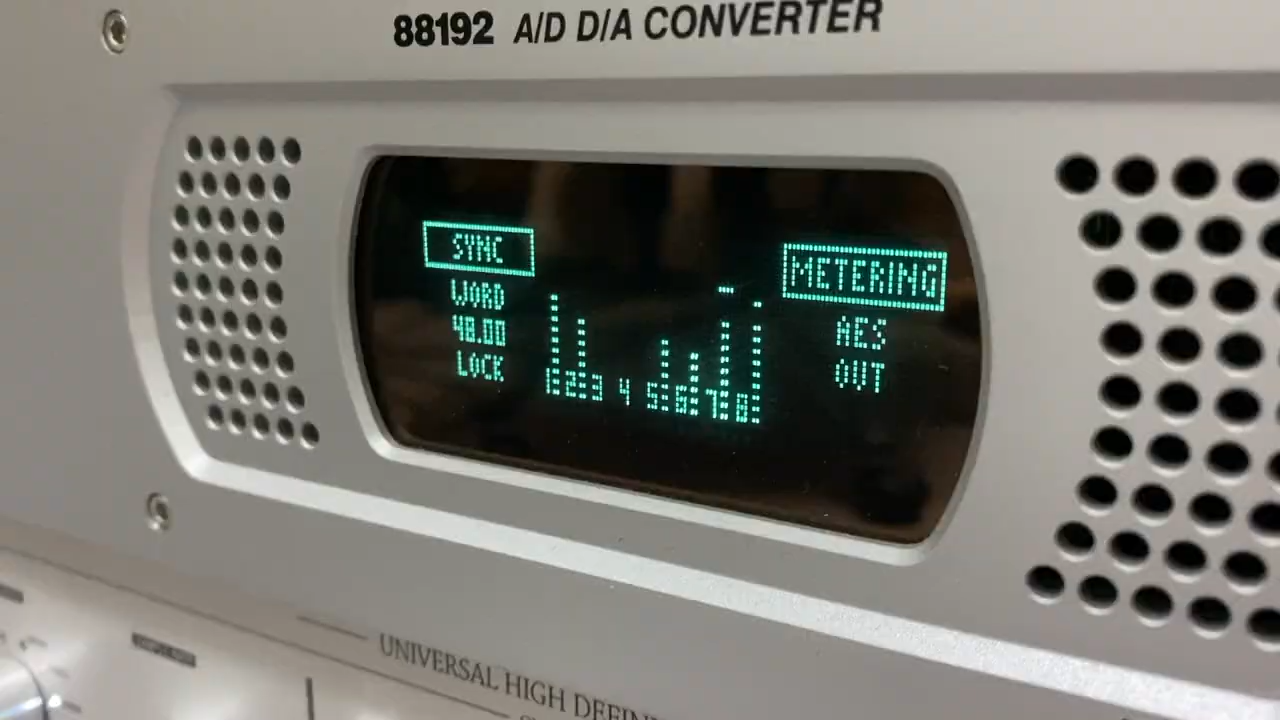 88192 A/D D/A CONVERTER
SYNC
WORD
48.00
LOCK
1 2 3 4 5 6 7 8
METERING
AES
OUT
UNIVERSAL HIGH